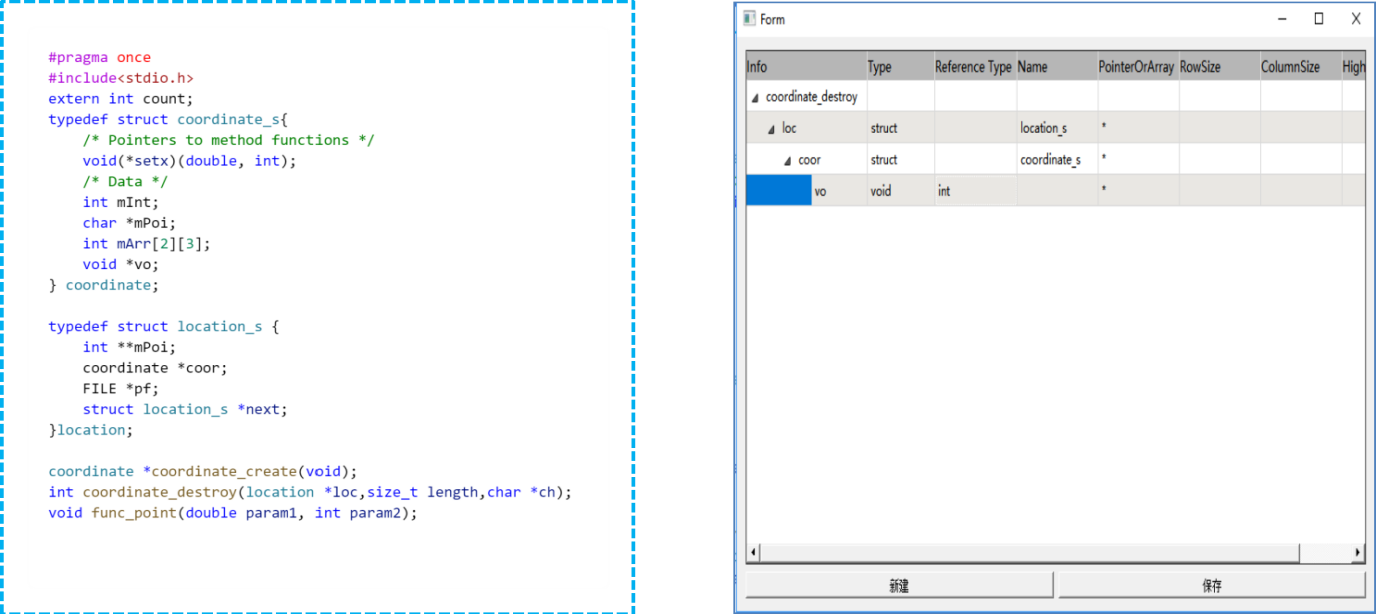 #pragma once
#include<stdio.h>
extern int count;
typedef struct coordinate_s{
    /* Pointers to method functions */
    void(*setx)(double, int);
    /* Data */
    int mInt;
    char *mPoi;
    int mArr[2][3];
    void *vo;
} coordinate;
typedef struct location_s {
    int **mPoi;
    coordinate *coor;
    FILE *pf;
    struct location_s *next;
}location;
coordinate *coordinate_create(void);
int coordinate_destroy(location *loc,size_t length,char *ch);
void func_point(double param1, int param2);
Form
Info Type Reference Type Name PointerOrArray RowSize ColumnSize High
coordinate_destroy
loc struct location_s *
coor struct coordinate_s *
vo void int *
新建 保存